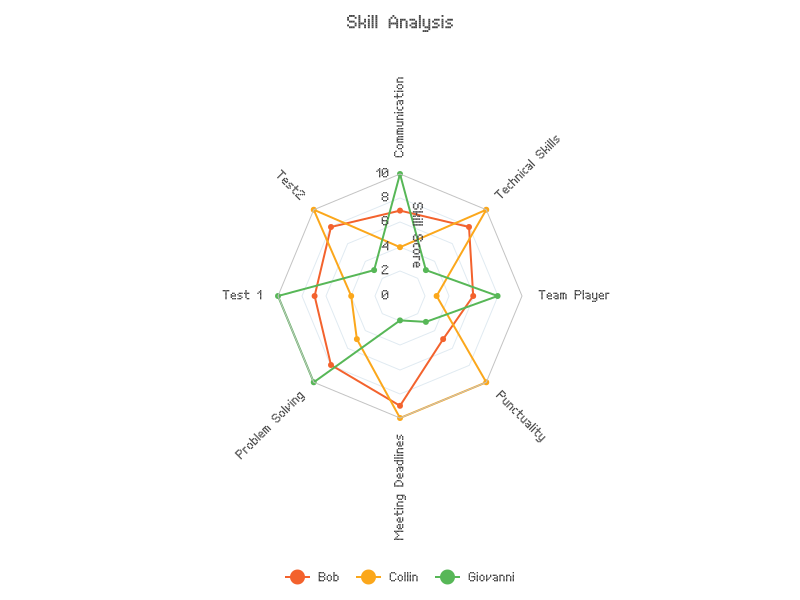 Skill Analysis
Communication
Technical Skills
Test2
10
8
6
4
2
0
Skill Score
Test 1
Team Player
Problem Solving
Punctuality
Meeting Deadlines
Bob
Collin
Giovanni